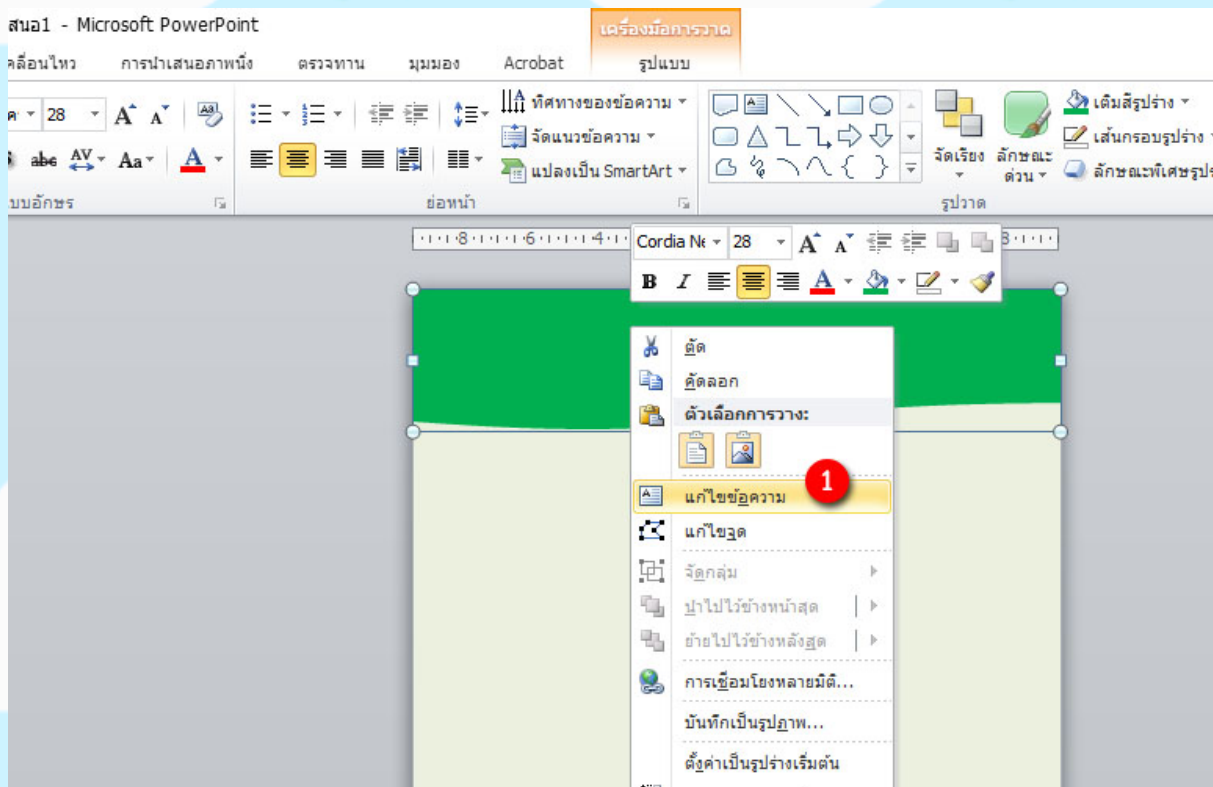 สนอ1 - Microsoft PowerPoint
เครื่องมือการวาด
คลื่อนไหว การนำเสนอภาพนิ่ง ตรวจทาน มุมมอง Acrobat รูปแบบ
28 A A Aa ทิศทางของข้อความ
จัดแนวข้อความ
แปลงเป็น SmartArt
abc AV Aa A
จัดเรียง
ลักษณะ
ด่วน
เติมสีรูปร่าง
เส้นกรอบรูปร่าง
ลักษณะพิเศษรูปร
บบอักษร ย่อหน้า รูปวาด
8 6 4 8
Cordia Ne 28 A A
B I A
ตัด
คัดลอก
ตัวเลือกการวาง:
แก้ไขข้อความ 1
แก้ไขจุด
จัดกลุ่ม
นำไปไว้ข้างหน้าสุด
ย้ายไปไว้ข้างหลังสุด
การเชื่อมโยงหลายมิติ...
บันทึกเป็นรูปภาพ...
ตั้งค่าเป็นรูปร่างเริ่มต้น